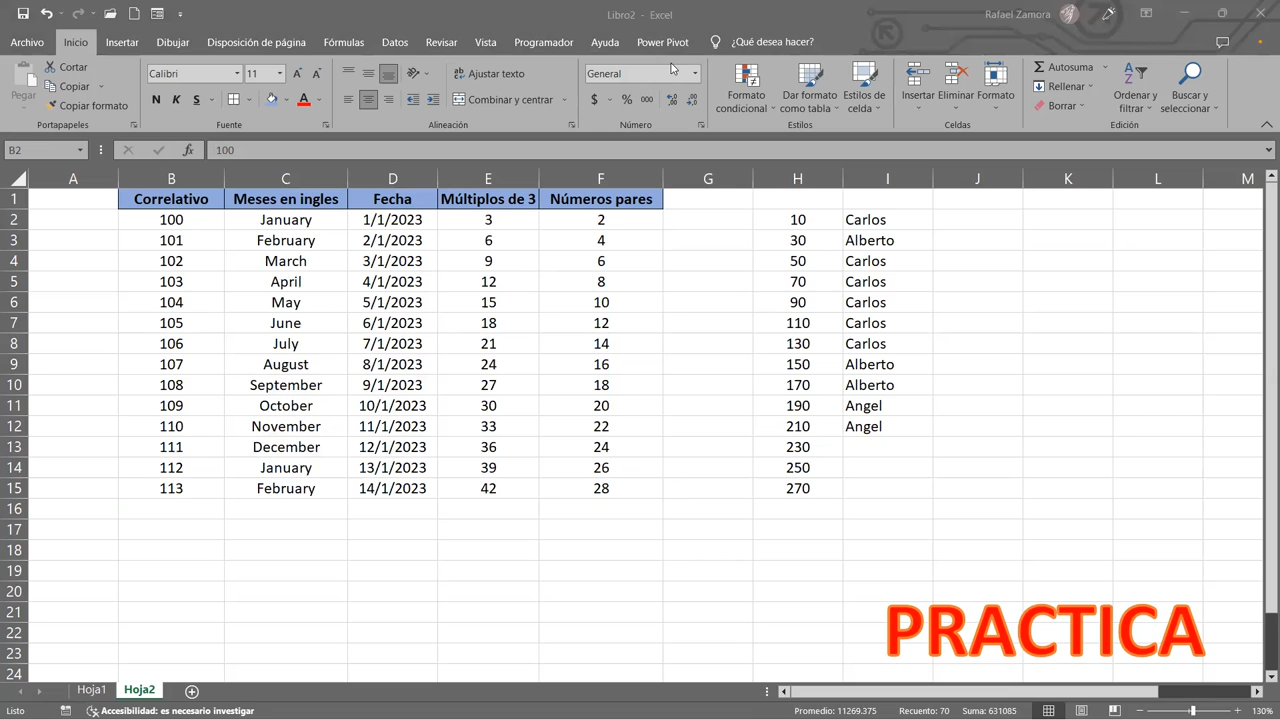 Libro2 - Excel
Rafael Zamora
Archivo Inicio Insertar Dibujar Disposición de página Fórmulas Datos Revisar Vista Programador Ayuda Power Pivot ¿Qué desea hacer?
Pegar
Cortar
Copiar
Copiar formato
Portapapeles
Calibri 11
N K S
Fuente
Ajustar texto
Combinar y centrar
Alineación
General
$ % 000
Número
Formato condicional
Dar formato como tabla
Estilos de celda
Estilos
Insertar
Eliminar
Formato
Celdas
Autosuma
Rellenar
Borrar
Ordenar y filtrar
Buscar y seleccionar
Edición
B2 fx 100
A B C D E F G H I J K L M
1 Correlativo Meses en ingles Fecha Múltiplos de 3 Números pares
2 100 January 1/1/2023 3 2 10 Carlos
3 101 February 2/1/2023 6 4 30 Alberto
4 102 March 3/1/2023 9 6 50 Carlos
5 103 April 4/1/2023 12 8 70 Carlos
6 104 May 5/1/2023 15 10 90 Carlos
7 105 June 6/1/2023 18 12 110 Carlos
8 106 July 7/1/2023 21 14 130 Carlos
9 107 August 8/1/2023 24 16 150 Alberto
10 108 September 9/1/2023 27 18 170 Alberto
11 109 October 10/1/2023 30 20 190 Angel
12 110 November 11/1/2023 33 22 210 Angel
13 111 December 12/1/2023 36 24 230
14 112 January 13/1/2023 39 26 250
15 113 February 14/1/2023 42 28 270
16
17
18
19
20
21
22
23
24
PRACTICA
Hoja1 Hoja2
Listo Accesibilidad: es necesario investigar Promedio: 11269.375 Recuento: 70 Suma: 631085 130%